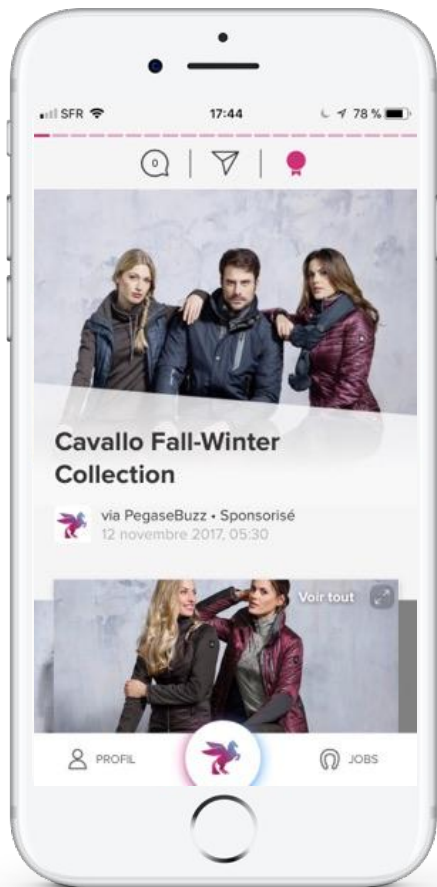 SFR 17:44 78 %
0
Cavallo Fall-Winter
Collection
via PegaseBuzz • Sponsorisé
12 novembre 2017, 05:30
Voir tout
PROFIL JOBS